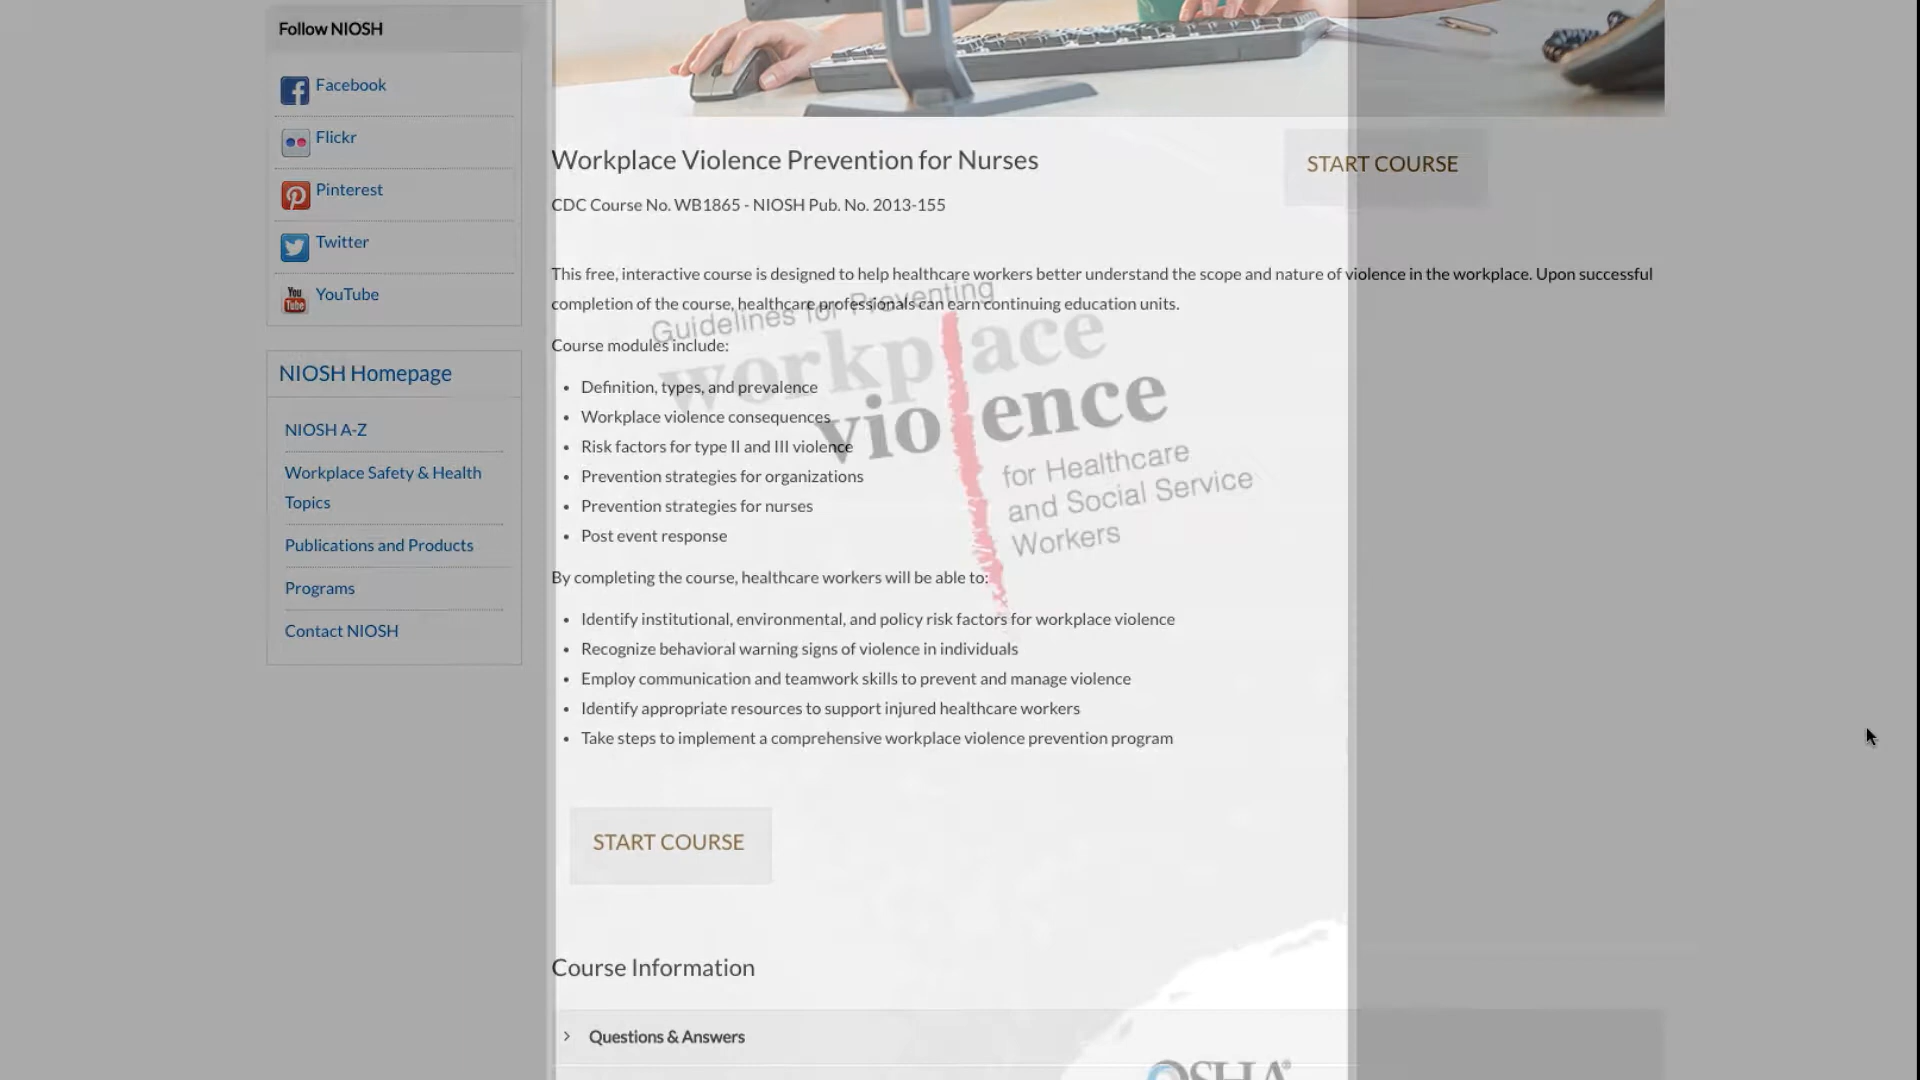 Follow NIOSH
Facebook
Flickr
Pinterest
Twitter
YouTube
NIOSH Homepage
NIOSH A-Z
Workplace Safety & Health
Topics
Publications and Products
Programs
Contact NIOSH
Workplace Violence Prevention for Nurses
START COURSE
CDC Course No. WB1865 - NIOSH Pub. No. 2013-155
This free, interactive course is designed to help healthcare workers better understand the scope and nature of violence in the workplace. Upon successful
completion of the course, healthcare professionals can earn continuing education units.
Course modules include:
Definition, types, and prevalence
Workplace violence consequences
Risk factors for type II and III violence
Prevention strategies for organizations
Prevention strategies for nurses
Post event response
By completing the course, healthcare workers will be able to:
Identify institutional, environmental, and policy risk factors for workplace violence
Recognize behavioral warning signs of violence in individuals
Employ communication and teamwork skills to prevent and manage violence
Identify appropriate resources to support injured healthcare workers
Take steps to implement a comprehensive workplace violence prevention program
START COURSE
Course Information
Questions & Answers
Guidelines for Preventing
workplace
violence
for Healthcare
and Social Service
Workers
OSHA®